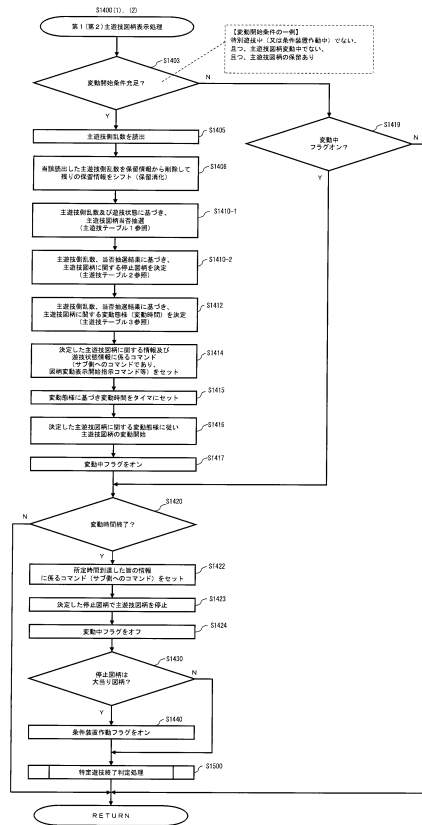 S1400(1)、(2)
第1(第2)主遊技図柄表示処理
【変動開始条件の一例】
特別遊技中(又は条件装置作動中)でない、
且つ、主遊技図柄変動中でない、
且つ、主遊技図柄の保留あり
S1403
変動開始条件充足?
N
Y
S1405
主遊技側乱数を読出
S1419
変動中
フラグオン?
N
Y
S1406
当該読出した主遊技側乱数を保留情報から削除して
残りの保留情報をシフト(保留消化)
S1410-1
主遊技側乱数及び遊技状態に基づき、
主遊技図柄当否抽選
(主遊技テーブル1参照)
S1410-2
主遊技側乱数、当否抽選結果に基づき、
主遊技図柄に関する停止図柄を決定
(主遊技テーブル2参照)
S1412
主遊技側乱数、当否抽選結果に基づき、
主遊技図柄に関する変動態様(変動時間)を決定
(主遊技テーブル3参照)
S1414
決定した主遊技図柄に関する情報及び
遊技状態情報に係るコマンド
(サブ側へのコマンドであり、
図柄変動表示開始指示コマンド等)をセット
S1415
変動態様に基づき変動時間をタイマにセット
S1416
決定した主遊技図柄に関する変動態様に従い
主遊技図柄の変動開始
S1417
変動中フラグをオン
S1420
変動時間終了?
N
Y
S1422
所定時間到達した旨の情報
に係るコマンド(サブ側へのコマンド)をセット
S1423
決定した停止図柄で主遊技図柄を停止
S1424
変動中フラグをオフ
S1430
停止図柄は
大当り図柄?
N
Y
S1440
条件装置作動フラグをオン
S1500
特定遊技終了判定処理
RETURN